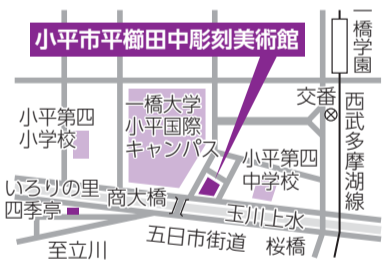 小平市平櫛田中彫刻美術館
一橋学園
交番
西武多摩湖線
一橋大学
小平国際
キャンパス
小平第四
小学校
小平第四
中学校
いろりの里
四季亭
商大橋
玉川上水
五日市街道
桜橋
至立川